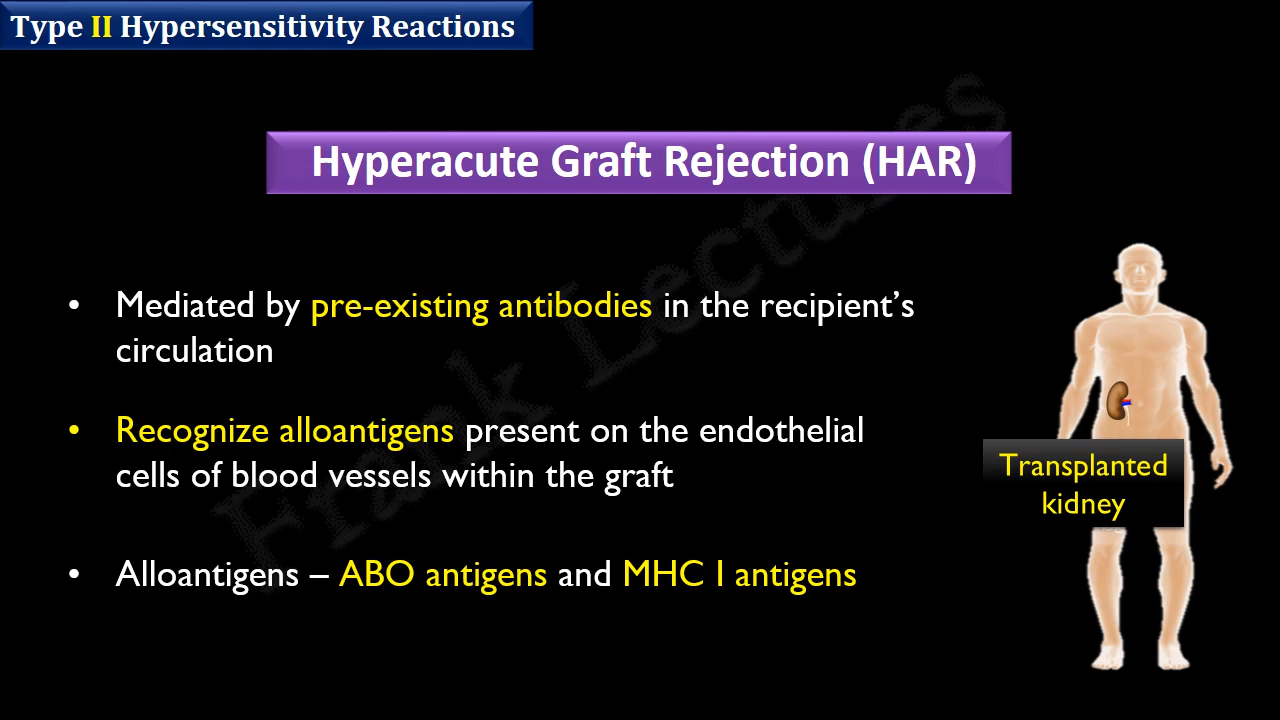 Type II Hypersensitivity Reactions
Hyperacute Graft Rejection (HAR)
• Mediated by pre-existing antibodies in the recipient’s
circulation
• Recognize alloantigens present on the endothelial
cells of blood vessels within the graft
• Alloantigens – ABO antigens and MHC I antigens
Transplanted
kidney
Frank Lectures